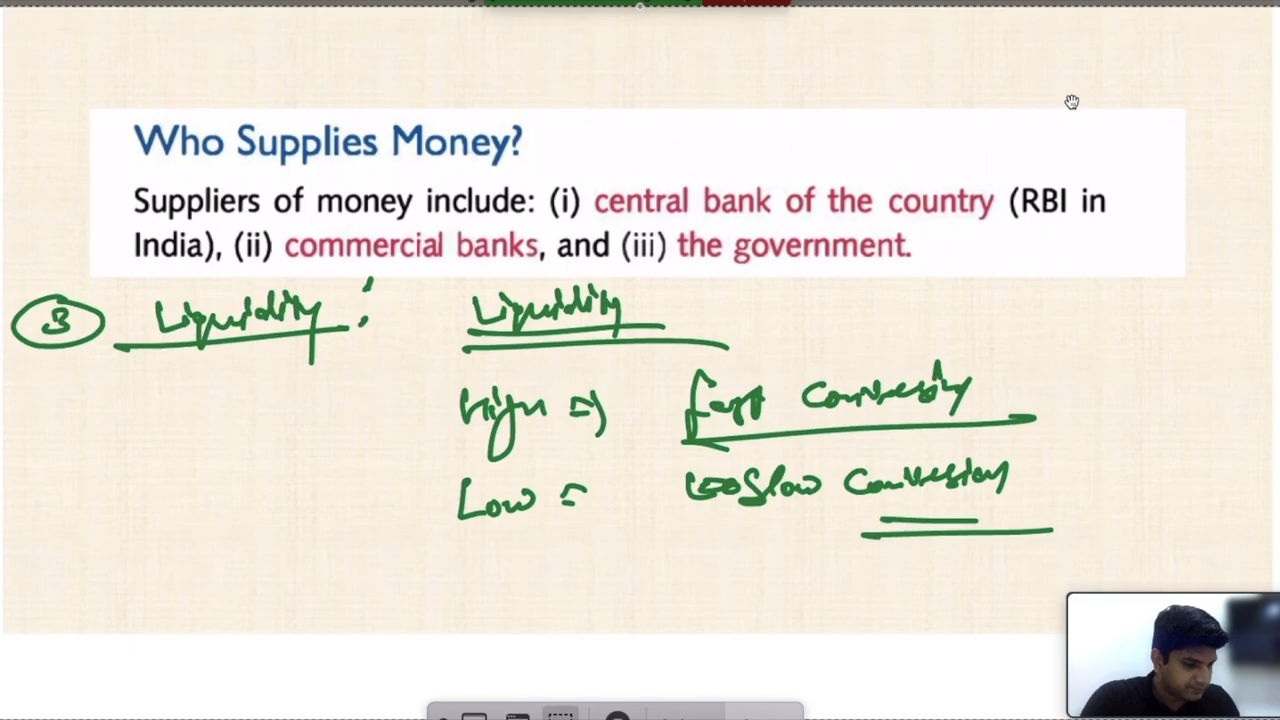 Who Supplies Money?
Suppliers of money include: (i) central bank of the country (RBI in
India), (ii) commercial banks, and (iii) the government.
3 Liquidity : Liquidity
High => fast Conversion
Low = Slow Conversion